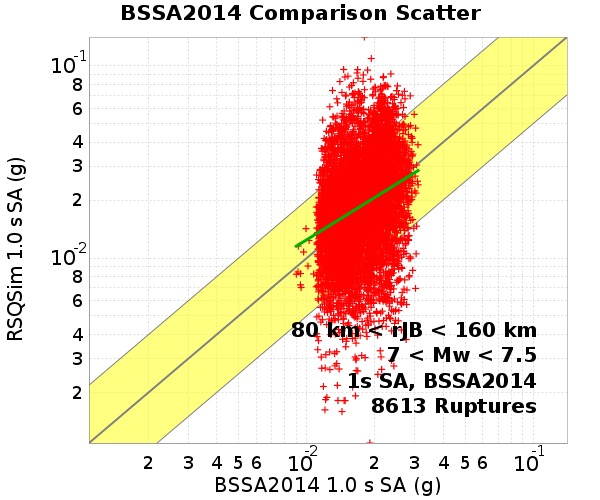 BSSA2014 Comparison Scatter
RSQSim 1.0 s SA (g)
10-1
8
6
4
3
2
10-2
8
6
4
3
2
80 km < rJB < 160 km
7 < Mw < 7.5
1s SA, BSSA2014
8613 Ruptures
2 3 4 5 6 10-2 2 3 4 5 6 10-1
BSSA2014 1.0 s SA (g)